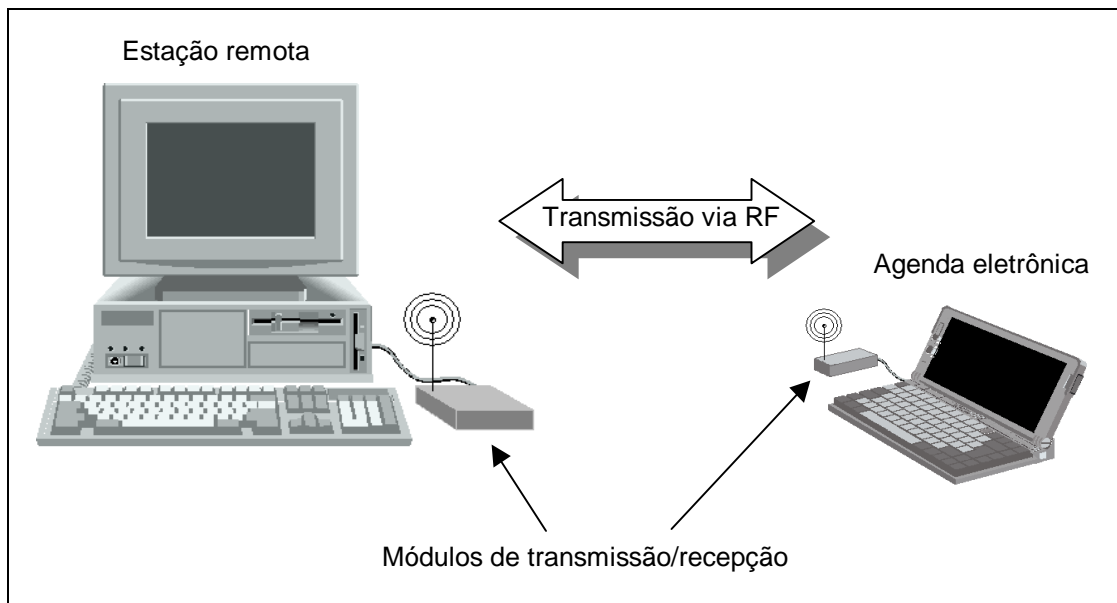 Estação remota
Transmissão via RF
Agenda eletrônica
Módulos de transmissão/recepção